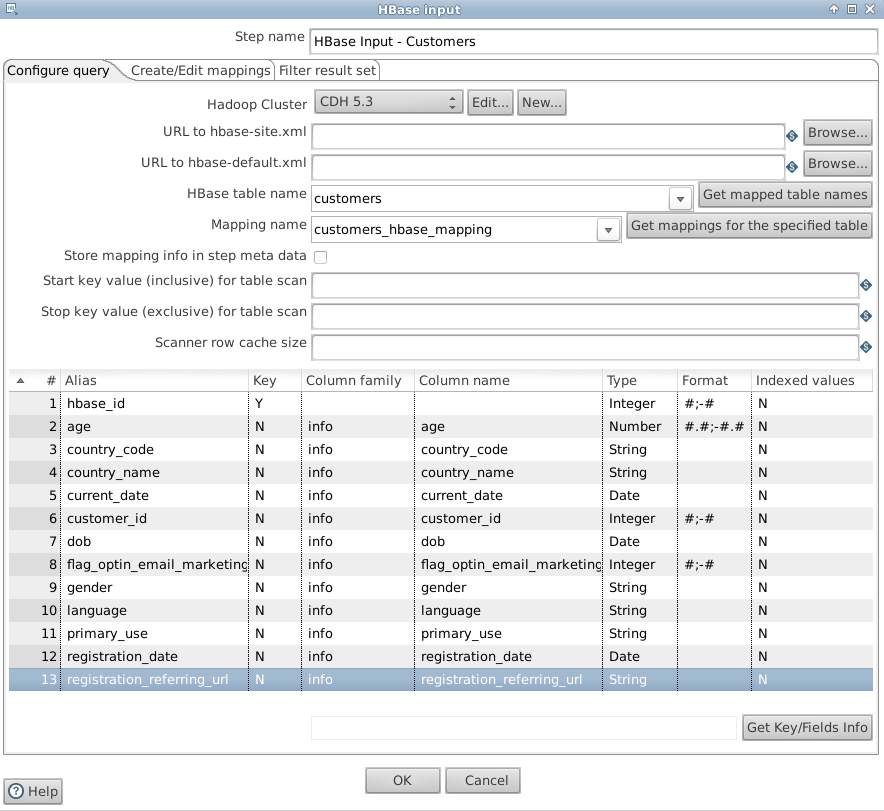 HBase input
Step name HBase Input - Customers
Configure query Create/Edit mappings Filter result set
Hadoop Cluster CDH 5.3 Edit... New...
URL to hbase-site.xml Browse...
URL to hbase-default.xml Browse...
HBase table name customers Get mapped table names
Mapping name customers_hbase_mapping Get mappings for the specified table
Store mapping info in step meta data
Start key value (inclusive) for table scan
Stop key value (exclusive) for table scan
Scanner row cache size
# Alias Key Column family Column name Type Format Indexed values
1 hbase_id Y Integer #;-# N
2 age N info age Number #.#;-#.# N
3 country_code N info country_code String N
4 country_name N info country_name String N
5 current_date N info current_date Date N
6 customer_id N info customer_id Integer #;-# N
7 dob N info dob Date N
8 flag_optin_email_marketing N info flag_optin_email_marketing Integer #;-# N
9 gender N info gender String N
10 language N info language String N
11 primary_use N info primary_use String N
12 registration_date N info registration_date Date N
13 registration_referring_url N info registration_referring_url String N
Get Key/Fields Info
OK Cancel
Help